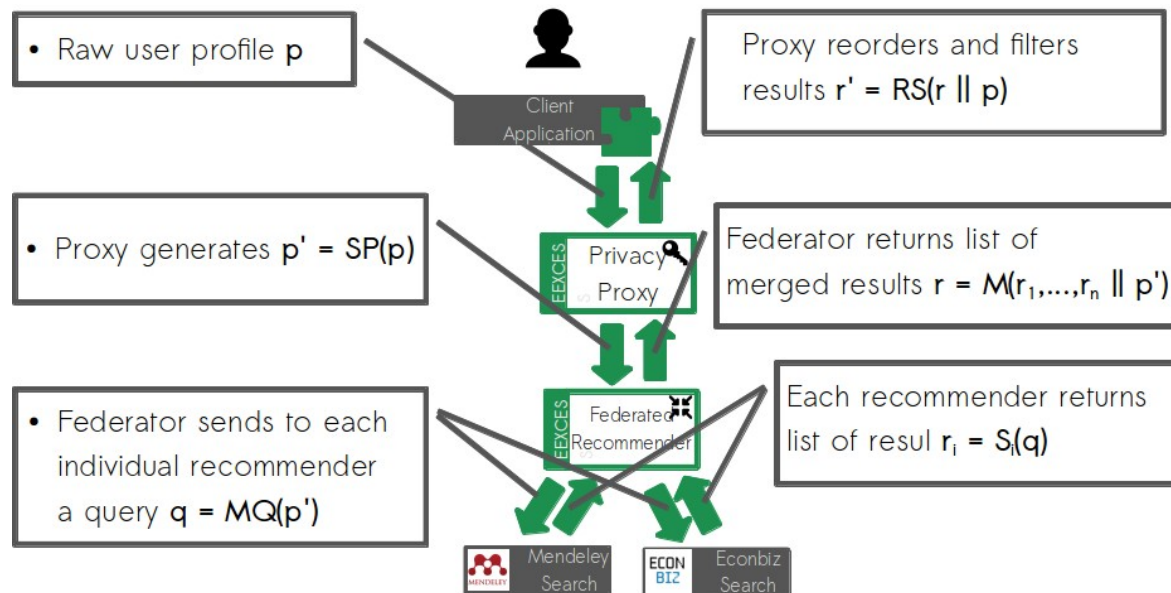 • Raw user profile p
Proxy reorders and filters
results r' = RS(r || p)
Client
Application
• Proxy generates p' = SP(p)
EEXCES
Privacy
Proxy
S
Federator returns list of
merged results r = M(r₁,...,rₙ || p')
• Federator sends to each
individual recommender
a query q = MQ(p')
EEXCES
Federated
Recommender
S
Each recommender returns
list of resul rᵢ = Sᵢ(q)
MENDELEY
Mendeley
Search
ECON
BIZ
Econbiz
Search